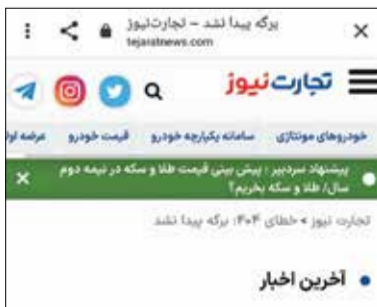 برگه پیدا نشد – تجارت‌نیوز
tejaratnews.com
تجارت‌نیوز
خودروهای مونتاژی سامانه یکپارچه خودرو قیمت خودرو عرضه اول
پیشنهاد سردبیر : پیش بینی قیمت طلا و سکه در نیمه دوم
سال/ طلا و سکه بخریم؟
تجارت نیوز » خطای ۴۰۴: برگه پیدا نشد
آخرین اخبار